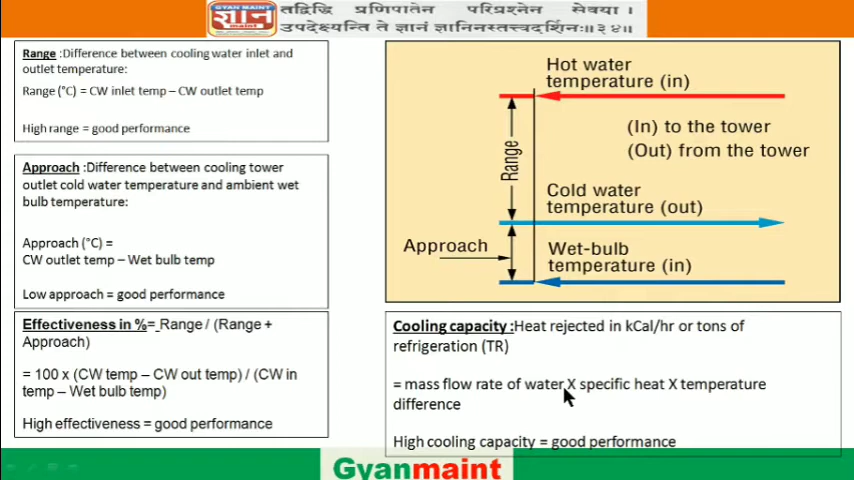 GYAN MAINT
शान
maint
तद्विद्धि प्रणिपातेन परिप्रश्नेन सेवया।
उपदेक्ष्यन्ति ते ज्ञानं ज्ञानिनस्तत्त्वदर्शिनः॥३४॥
Range :Difference between cooling water inlet and
outlet temperature:
Range (°C) = CW inlet temp – CW outlet temp
High range = good performance
Approach :Difference between cooling tower
outlet cold water temperature and ambient wet
bulb temperature:
Approach (°C) =
CW outlet temp – Wet bulb temp
Low approach = good performance
Effectiveness in %= Range / (Range +
Approach)
= 100 x (CW temp – CW out temp) / (CW in
temp – Wet bulb temp)
High effectiveness = good performance
Hot water
temperature (in)
(In) to the tower
(Out) from the tower
Range
Cold water
temperature (out)
Approach
Wet-bulb
temperature (in)
Cooling capacity :Heat rejected in kCal/hr or tons of
refrigeration (TR)
= mass flow rate of water X specific heat X temperature
difference
High cooling capacity = good performance
Gyanmaint